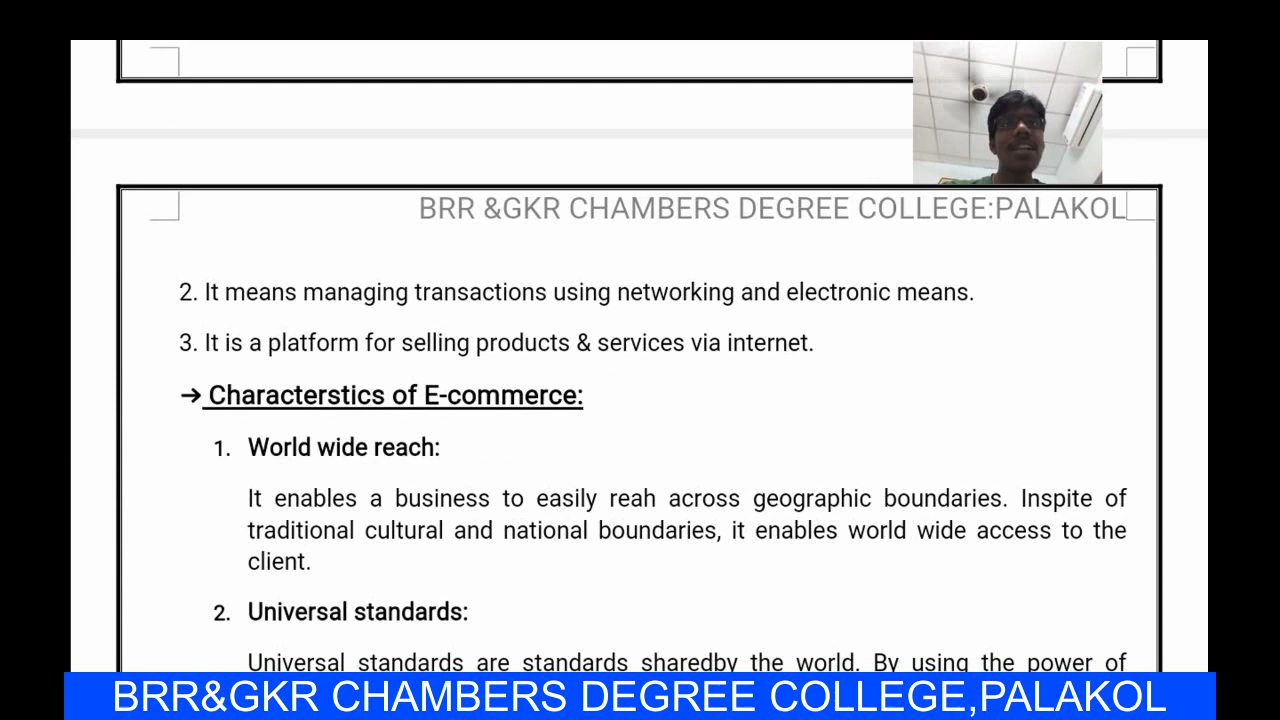 BRR &GKR CHAMBERS DEGREE COLLEGE:PALAKOL
2. It means managing transactions using networking and electronic means.
3. It is a platform for selling products & services via internet.
→ Characterstics of E-commerce:
1. World wide reach:
It enables a business to easily reah across geographic boundaries. Inspite of
traditional cultural and national boundaries, it enables world wide access to the
client.
2. Universal standards:
Universal standards are standards sharedby the world. By using the power of
BRR&GKR CHAMBERS DEGREE COLLEGE,PALAKOL